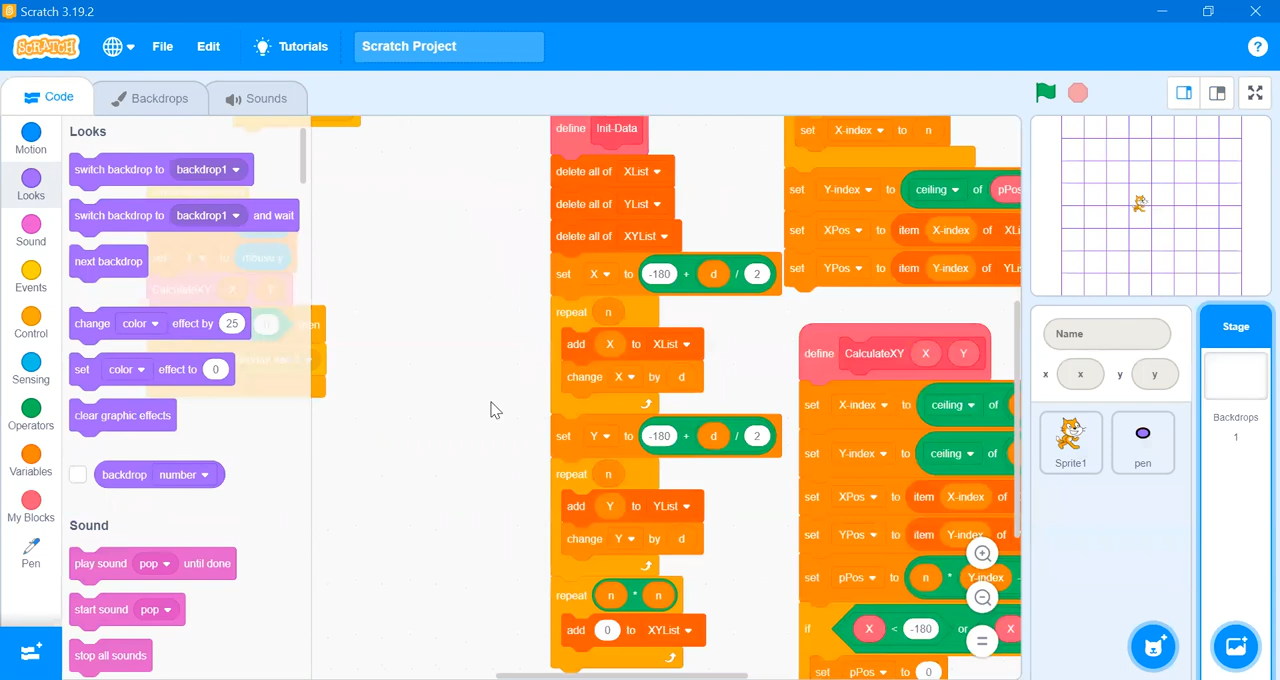 Scratch 3.19.2
SCRATCH
File
Edit
Tutorials
Scratch Project
?
Code
Backdrops
Sounds
Motion
Looks
Sound
Events
Control
Sensing
Operators
Variables
My Blocks
Pen
Looks
switch backdrop to backdrop1
switch backdrop to backdrop1 and wait
next backdrop
change color effect by 25
set color effect to 0
clear graphic effects
backdrop number
Sound
play sound pop until done
start sound pop
stop all sounds
mouse y
CalculateXY X Y
define Init-Data
delete all of XList
delete all of YList
delete all of XYList
set X to -180 + d / 2
repeat n
add X to XList
change X by d
set Y to -180 + d / 2
repeat n
add Y to YList
change Y by d
repeat n * n
add 0 to XYList
set X-index to n
set Y-index to ceiling of pPos
set XPos to item X-index of XLi
set YPos to item Y-index of YLi
define CalculateXY X Y
set X-index to ceiling of
set Y-index to ceiling of
set XPos to item X-index of
set YPos to item Y-index of
set pPos to n * Y-index -
if X < -180 or X
set pPos to 0
Name
x x y y
Sprite1
pen
Stage
Backdrops
1